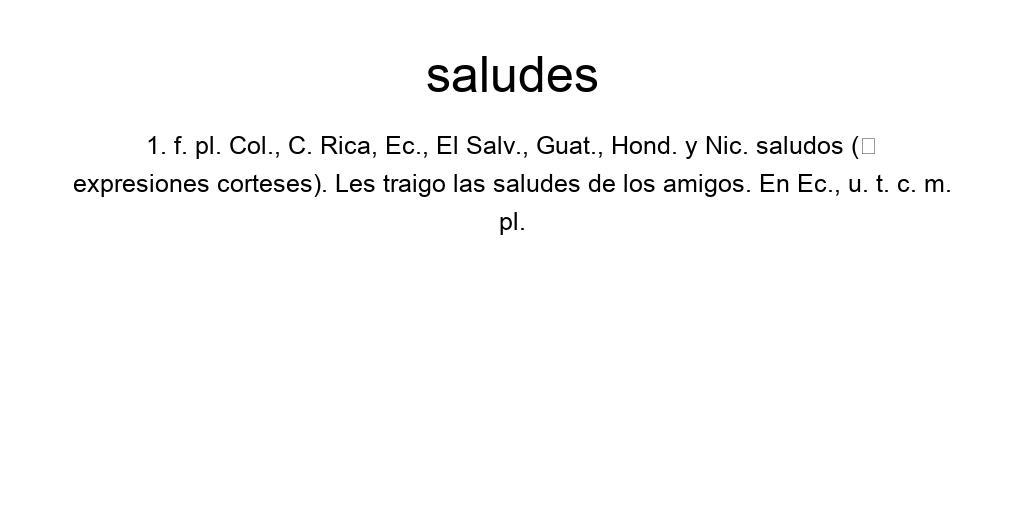 saludes
1. f. pl. Col., C. Rica, Ec., El Salv., Guat., Hond. y Nic. saludos (□
expresiones corteses). Les traigo las saludes de los amigos. En Ec., u. t. c. m.
pl.